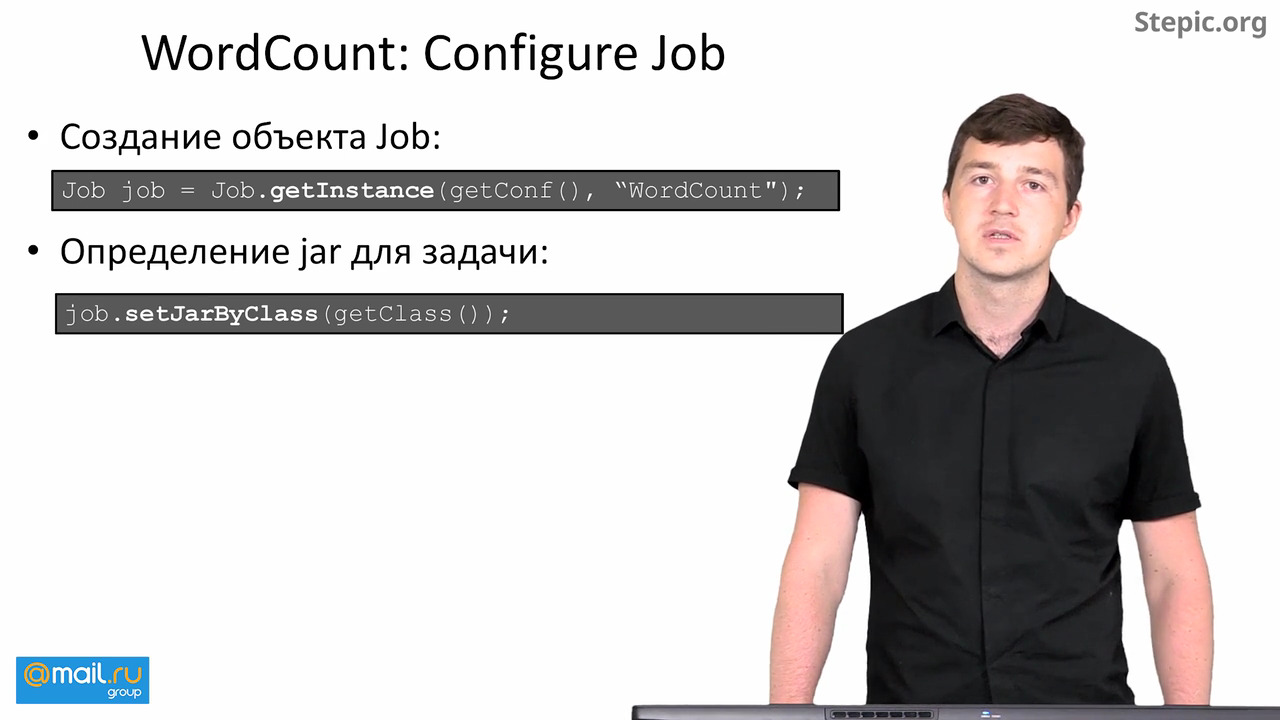 Stepic.org
WordCount: Configure Job
• Создание объекта Job:
Job job = Job.getInstance(getConf(), “WordCount");
• Определение jar для задачи:
job.setJarByClass(getClass());
@mail.ru
group